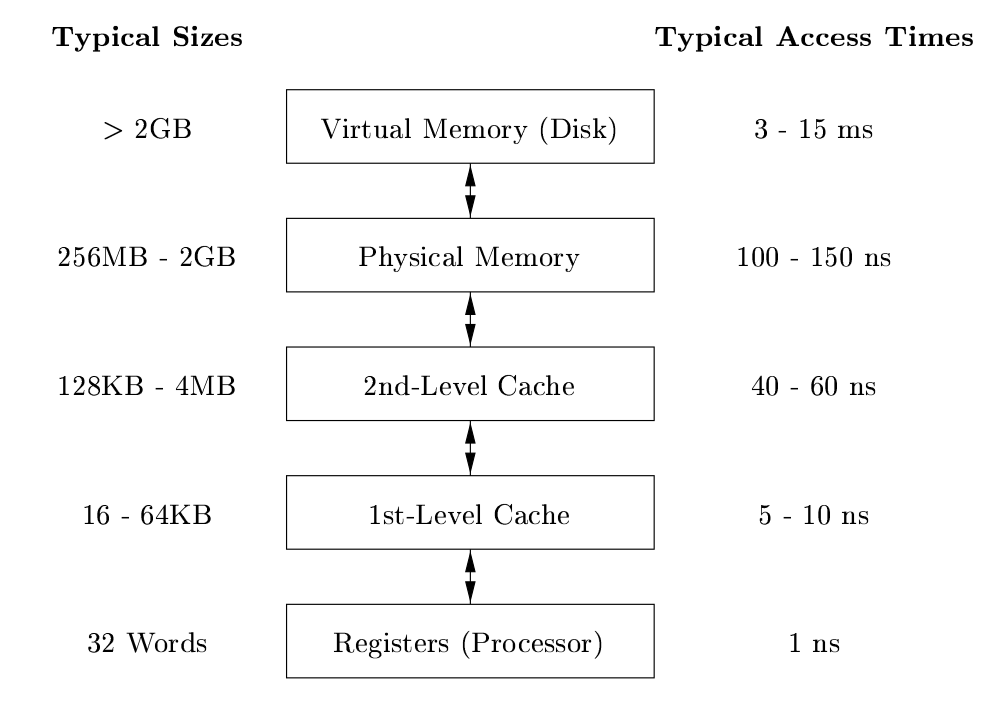 Typical Sizes Typical Access Times
> 2GB Virtual Memory (Disk) 3 - 15 ms
256MB - 2GB Physical Memory 100 - 150 ns
128KB - 4MB 2nd-Level Cache 40 - 60 ns
16 - 64KB 1st-Level Cache 5 - 10 ns
32 Words Registers (Processor) 1 ns